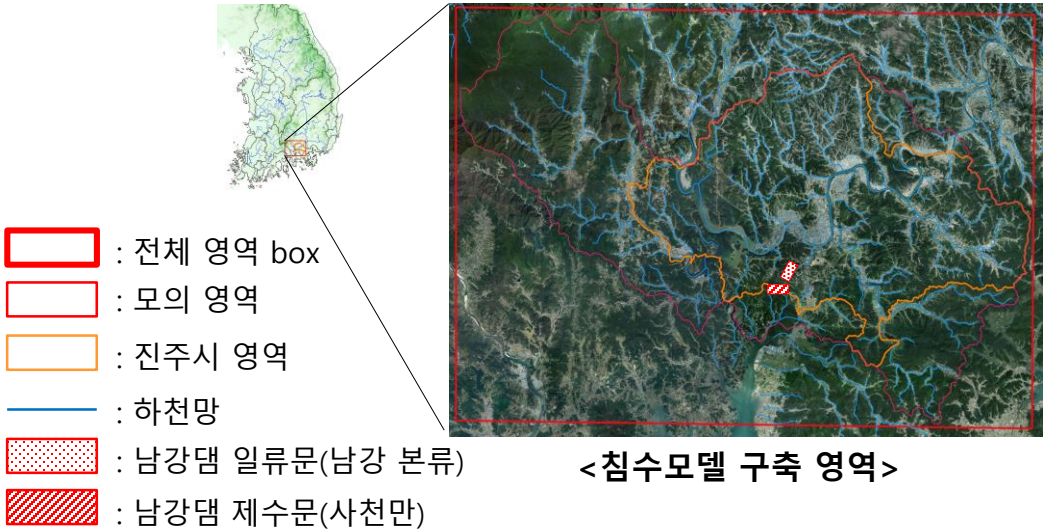 : 전체 영역 box
: 모의 영역
: 진주시 영역
: 하천망
: 남강댐 일류문(남강 본류)
: 남강댐 제수문(사천만)
<침수모델 구축 영역>